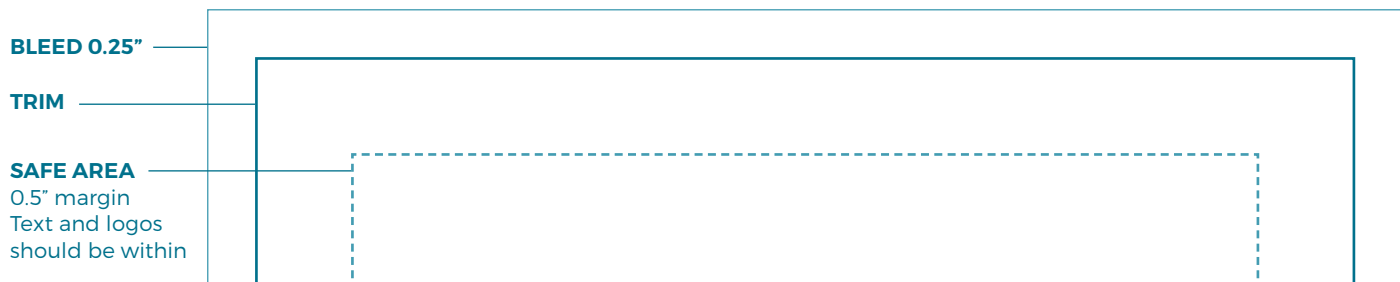 BLEED 0.25”
TRIM
SAFE AREA
0.5” margin
Text and logos
should be within